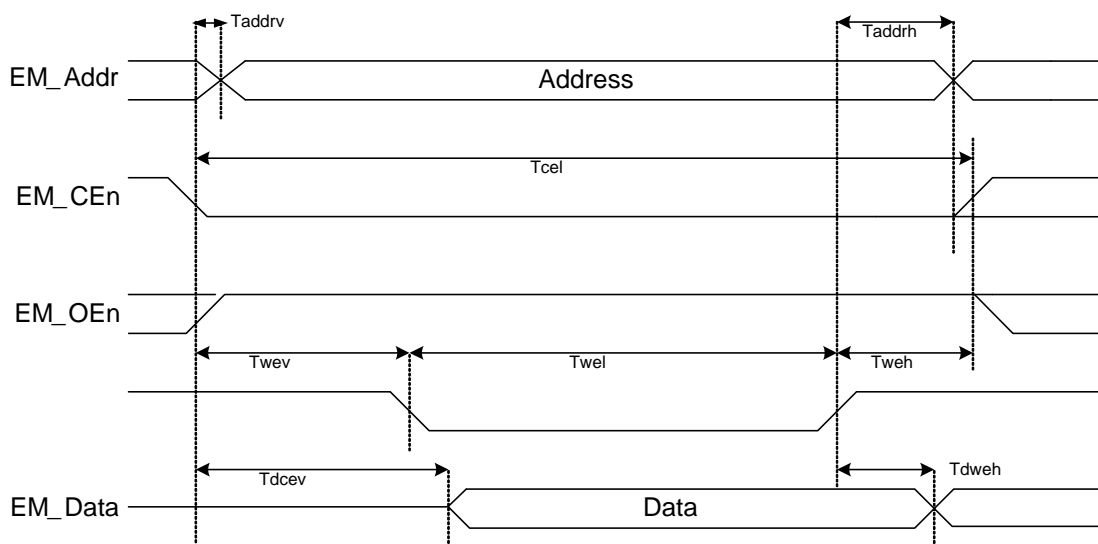 Taddrv
Taddrh
EM_Addr
Address
Tcel
EM_CEn
EM_OEn
Twev
Twel
Tweh
Tdcev
Tdweh
EM_Data
Data